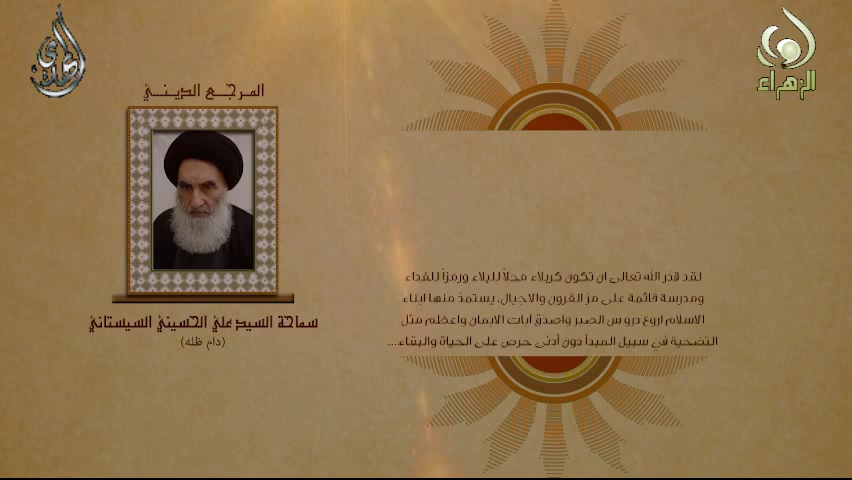 الزهراء
المرجع الديني
سماحة السيد علي الحسيني السيستاني
(دام ظله)
لقد قدّر الله تعالى ان تكون كربلاء محلاً للبلاء ورمزاً للفداء
ومدرسة قائمة على مرّ القرون والاجيال، يستمدّ منها ابناء
الاسلام اروع دروس الصبر واصدق آيات الايمان واعظم مثل
التضحية في سبيل المبدأ دون أدنى حرص على الحياة والبقاء...